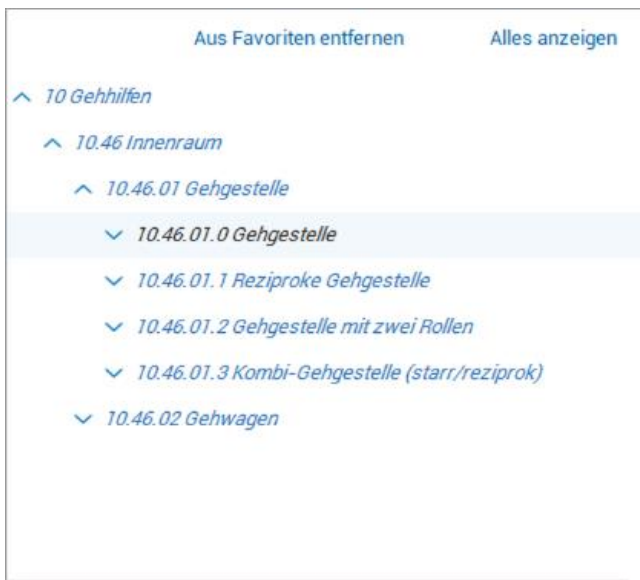 Aus Favoriten entfernen Alles anzeigen
10 Gehhilfen
10.46 Innenraum
10.46.01 Gehgestelle
10.46.01.0 Gehgestelle
10.46.01.1 Reziproke Gehgestelle
10.46.01.2 Gehgestelle mit zwei Rollen
10.46.01.3 Kombi-Gehgestelle (starr/reziprok)
10.46.02 Gehwagen